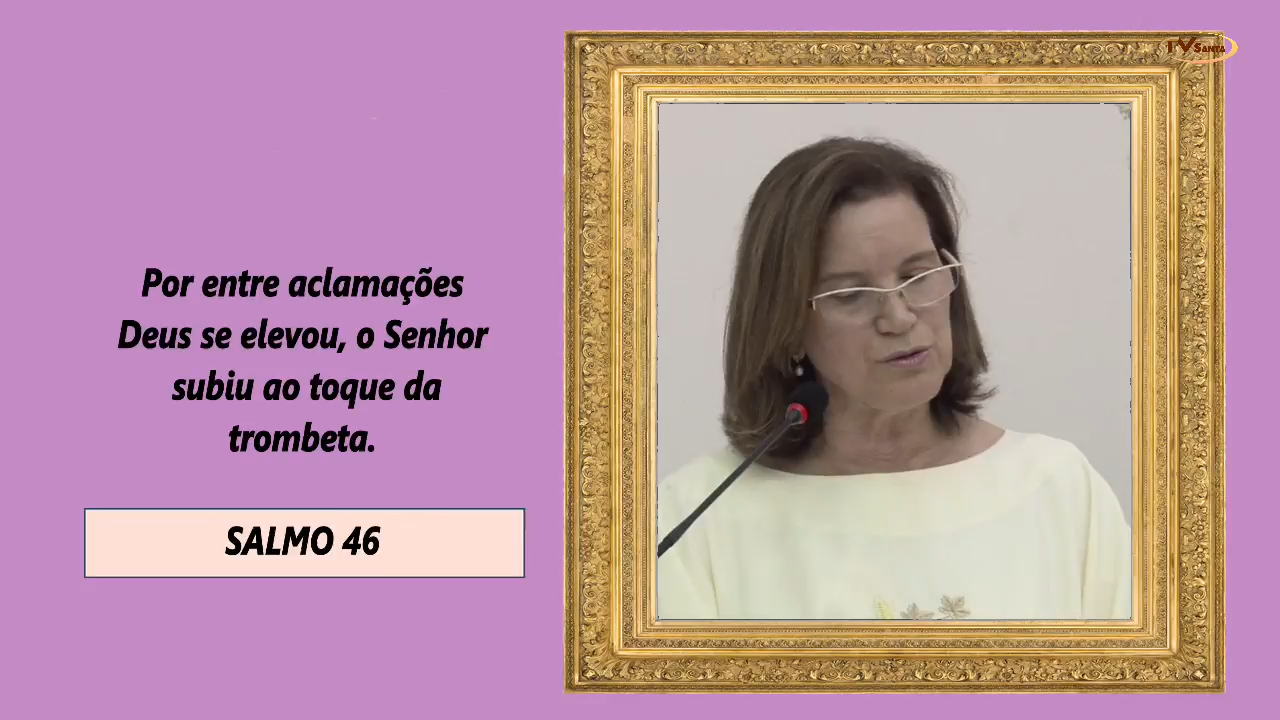 TV SANTA
Por entre aclamações
Deus se elevou, o Senhor
subiu ao toque da
trombeta.
SALMO 46